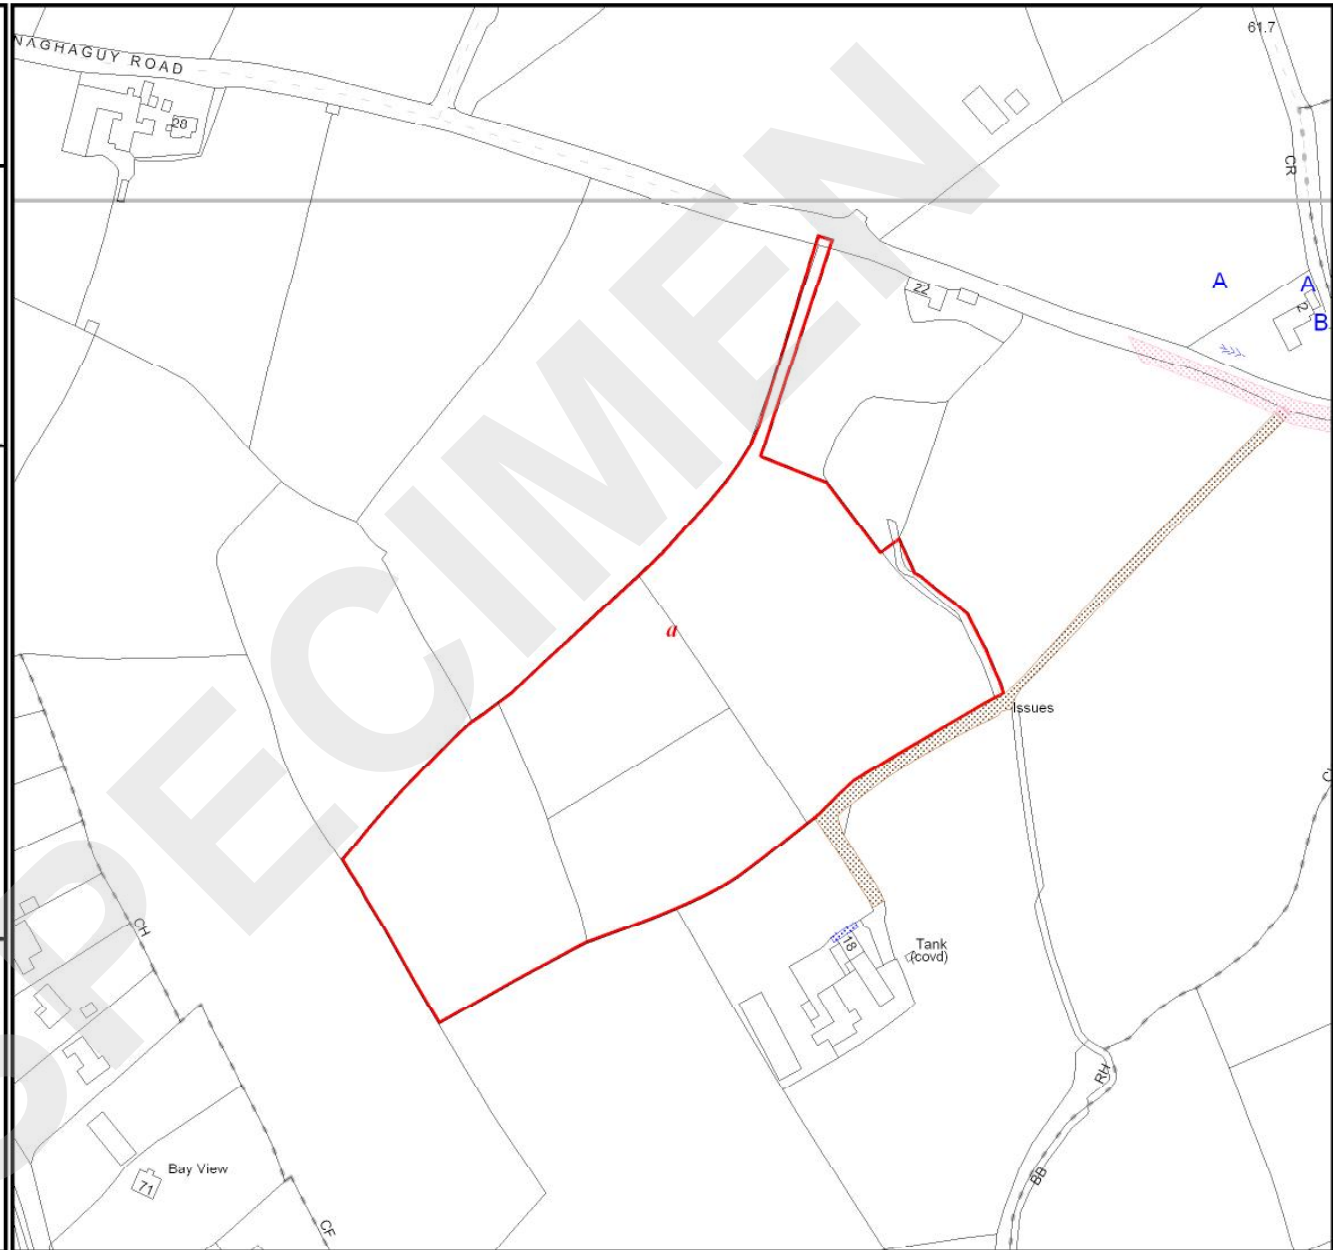 NAGHAGUY ROAD
61.7
28
CR
A
A
22
2
B
a
Issues
CH
18
Tank
(covd)
RH
Bay View
71
BB
CF
SPECIMEN